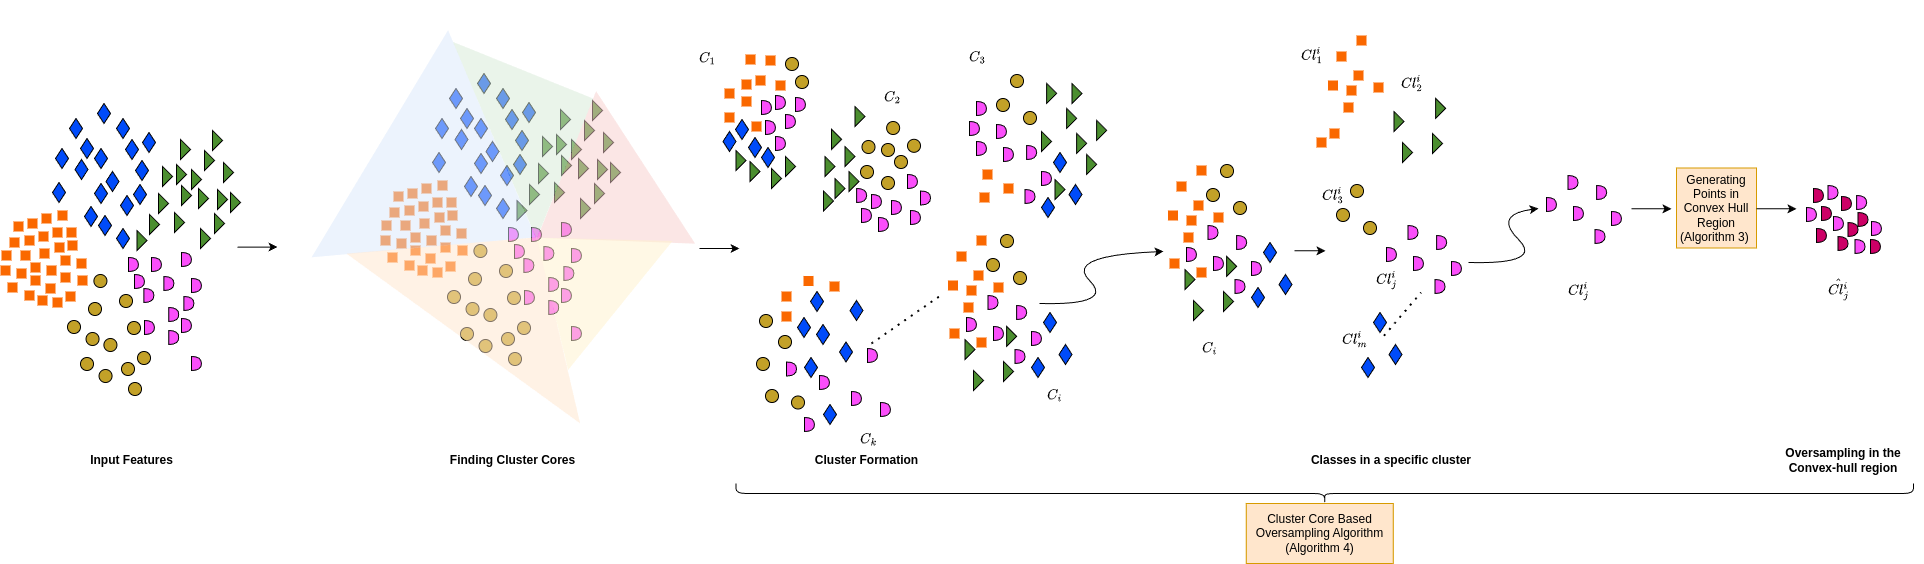 C_1
C_2
C_3
C_k
C_i
C_i
Cl_1^i
Cl_2^i
Cl_3^i
Cl_j^i
Cl_m^i
Cl_j^i
Generating
Points in
Convex Hull
Region
(Algorithm 3)
\hat{Cl}_j^i
Input Features
Finding Cluster Cores
Cluster Formation
Classes in a specific cluster
Oversampling in the
Convex-hull region
Cluster Core Based
Oversampling Algorithm
(Algorithm 4)